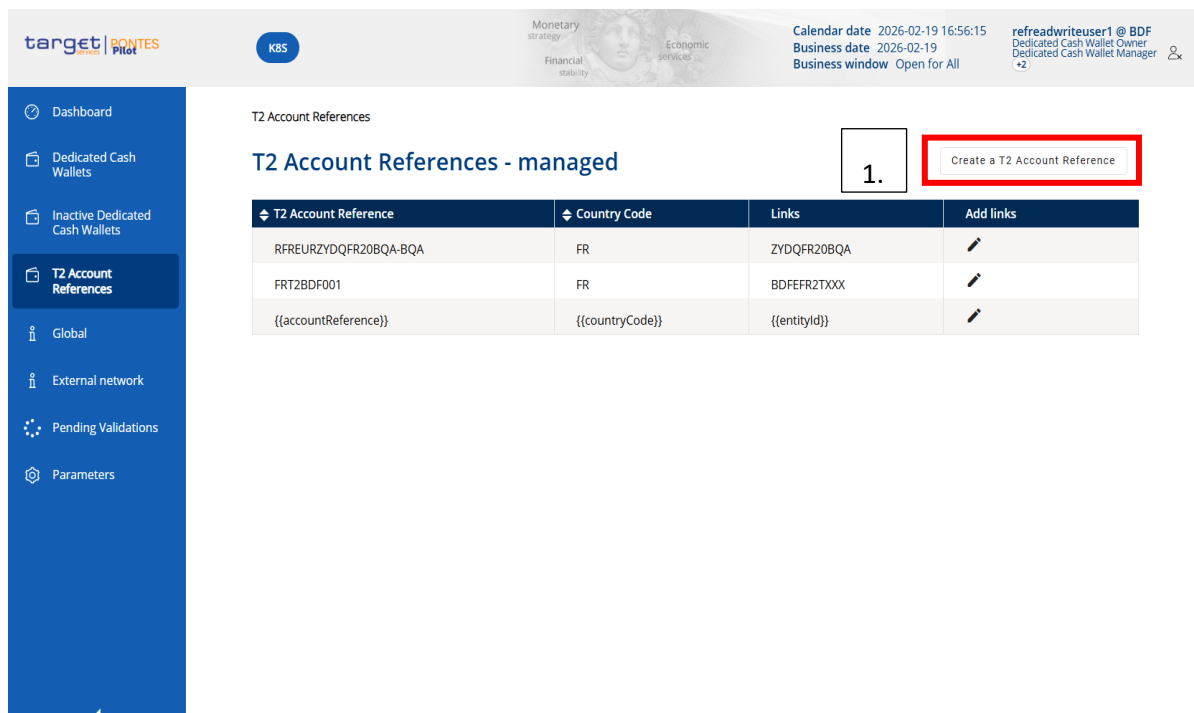 target | PONTES
services Pilot
K8S
Monetary
strategy
Economic
services
Financial
stability
Calendar date 2026-02-19 16:56:15
Business date 2026-02-19
Business window Open for All
refreadwriteuser1 @ BDF
Dedicated Cash Wallet Owner
Dedicated Cash Wallet Manager
+2
Dashboard
Dedicated Cash
Wallets
Inactive Dedicated
Cash Wallets
T2 Account
References
Global
External network
Pending Validations
Parameters
T2 Account References
T2 Account References - managed
1.
Create a T2 Account Reference
T2 Account Reference Country Code Links Add links
RFREURZYDQFR20BQA-BQA FR ZYDQFR20BQA
FRT2BDF001 FR BDFEFR2TXXX
{{accountReference}} {{countryCode}} {{entityId}}